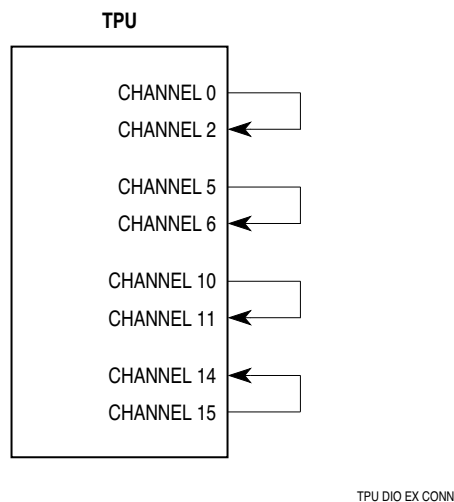 TPU
CHANNEL 0
CHANNEL 2
CHANNEL 5
CHANNEL 6
CHANNEL 10
CHANNEL 11
CHANNEL 14
CHANNEL 15
TPU DIO EX CONN